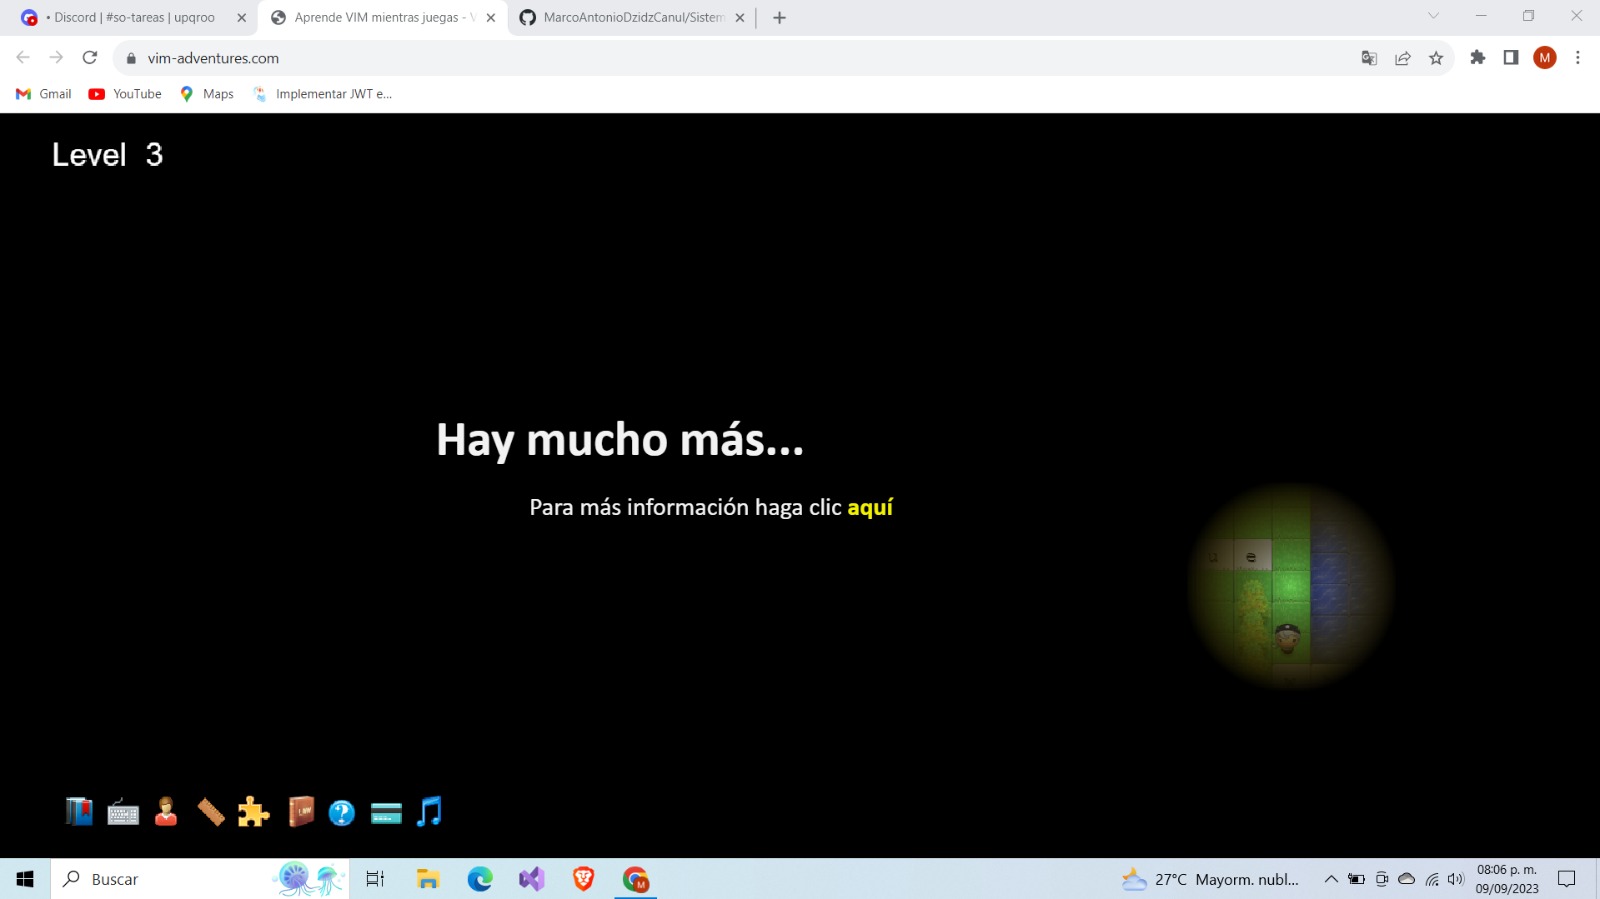 • Discord | #so-tareas | upqroo
Aprende VIM mientras juegas -
MarcoAntonioDzidzCanul/Sistem
vim-adventures.com
M
Gmail
YouTube
Maps
Implementar JWT e...
Level 3
Hay mucho más...
Para más información haga clic aquí
u e
Buscar
M
27°C Mayorm. nubl...
08:06 p. m.
09/09/2023